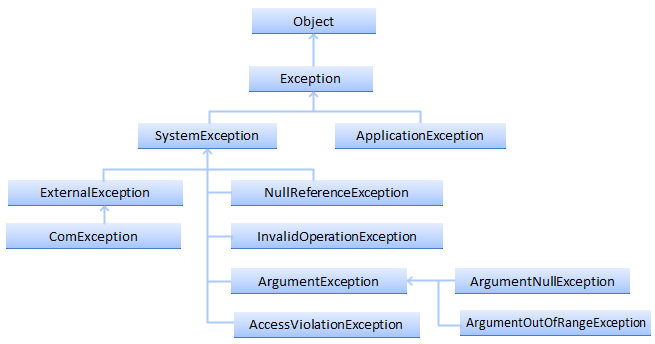 Object
Exception
SystemException
ApplicationException
ExternalException
NullReferenceException
ComException
InvalidOperationException
ArgumentException
ArgumentNullException
AccessViolationException
ArgumentOutOfRangeException